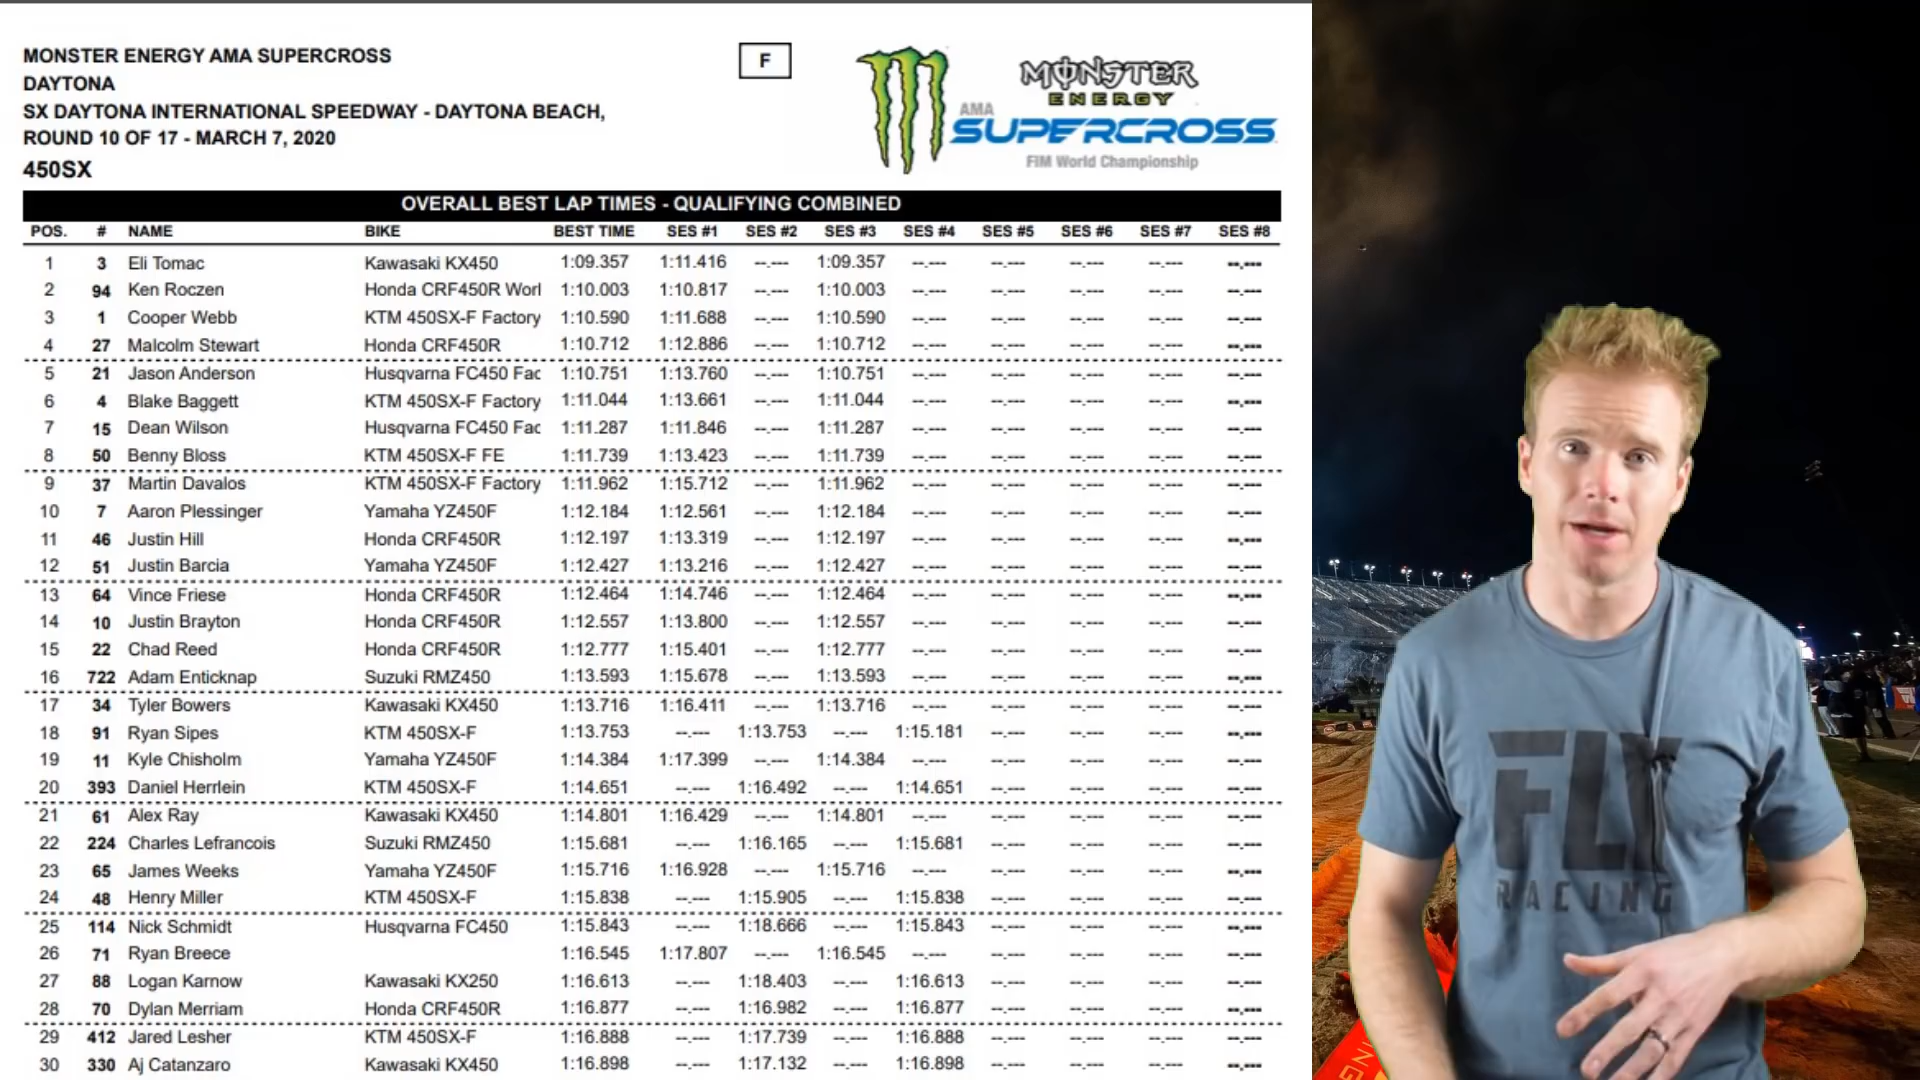 MONSTER ENERGY AMA SUPERCROSS
DAYTONA
SX DAYTONA INTERNATIONAL SPEEDWAY - DAYTONA BEACH,
ROUND 10 OF 17 - MARCH 7, 2020
450SX
F
MONSTER
ENERGY
AMA
SUPERCROSS
FIM World Championship
OVERALL BEST LAP TIMES - QUALIFYING COMBINED
POS. # NAME BIKE BEST TIME SES #1 SES #2 SES #3 SES #4 SES #5 SES #6 SES #7 SES #8
1 3 Eli Tomac Kawasaki KX450 1:09.357 1:11.416 --.--- 1:09.357 --.--- --.--- --.--- --.--- --.---
2 94 Ken Roczen Honda CRF450R Worl 1:10.003 1:10.817 --.--- 1:10.003 --.--- --.--- --.--- --.--- --.---
3 1 Cooper Webb KTM 450SX-F Factory 1:10.590 1:11.688 --.--- 1:10.590 --.--- --.--- --.--- --.--- --.---
4 27 Malcolm Stewart Honda CRF450R 1:10.712 1:12.886 --.--- 1:10.712 --.--- --.--- --.--- --.--- --.---
5 21 Jason Anderson Husqvarna FC450 Fac 1:10.751 1:13.760 --.--- 1:10.751 --.--- --.--- --.--- --.--- --.---
6 4 Blake Baggett KTM 450SX-F Factory 1:11.044 1:13.661 --.--- 1:11.044 --.--- --.--- --.--- --.--- --.---
7 15 Dean Wilson Husqvarna FC450 Fac 1:11.287 1:11.846 --.--- 1:11.287 --.--- --.--- --.--- --.--- --.---
8 50 Benny Bloss KTM 450SX-F FE 1:11.739 1:13.423 --.--- 1:11.739 --.--- --.--- --.--- --.--- --.---
9 37 Martin Davalos KTM 450SX-F Factory 1:11.962 1:15.712 --.--- 1:11.962 --.--- --.--- --.--- --.--- --.---
10 7 Aaron Plessinger Yamaha YZ450F 1:12.184 1:12.561 --.--- 1:12.184 --.--- --.--- --.--- --.--- --.---
11 46 Justin Hill Honda CRF450R 1:12.197 1:13.319 --.--- 1:12.197 --.--- --.--- --.--- --.--- --.---
12 51 Justin Barcia Yamaha YZ450F 1:12.427 1:13.216 --.--- 1:12.427 --.--- --.--- --.--- --.--- --.---
13 64 Vince Friese Honda CRF450R 1:12.464 1:14.746 --.--- 1:12.464 --.--- --.--- --.--- --.--- --.---
14 10 Justin Brayton Honda CRF450R 1:12.557 1:13.800 --.--- 1:12.557 --.--- --.--- --.--- --.--- --.---
15 22 Chad Reed Honda CRF450R 1:12.777 1:15.401 --.--- 1:12.777 --.--- --.--- --.--- --.--- --.---
16 722 Adam Enticknap Suzuki RMZ450 1:13.593 1:15.678 --.--- 1:13.593 --.--- --.--- --.--- --.--- --.---
17 34 Tyler Bowers Kawasaki KX450 1:13.716 1:16.411 --.--- 1:13.716 --.--- --.--- --.--- --.--- --.---
18 91 Ryan Sipes KTM 450SX-F 1:13.753 --.--- 1:13.753 --.--- 1:15.181 --.--- --.--- --.--- --.---
19 11 Kyle Chisholm Yamaha YZ450F 1:14.384 1:17.399 --.--- 1:14.384 --.--- --.--- --.--- --.--- --.---
20 393 Daniel Herrlein KTM 450SX-F 1:14.651 --.--- 1:16.492 --.--- 1:14.651 --.--- --.--- --.--- --.---
21 61 Alex Ray Kawasaki KX450 1:14.801 1:16.429 --.--- 1:14.801 --.--- --.--- --.--- --.--- --.---
22 224 Charles Lefrancois Suzuki RMZ450 1:15.681 --.--- 1:16.165 --.--- 1:15.681 --.--- --.--- --.--- --.---
23 65 James Weeks Yamaha YZ450F 1:15.716 1:16.928 --.--- 1:15.716 --.--- --.--- --.--- --.--- --.---
24 48 Henry Miller KTM 450SX-F 1:15.838 --.--- 1:15.905 --.--- 1:15.838 --.--- --.--- --.--- --.---
25 114 Nick Schmidt Husqvarna FC450 1:15.843 --.--- 1:18.666 --.--- 1:15.843 --.--- --.--- --.--- --.---
26 71 Ryan Breece 1:16.545 1:17.807 --.--- 1:16.545 --.--- --.--- --.--- --.--- --.---
27 88 Logan Karnow Kawasaki KX250 1:16.613 --.--- 1:18.403 --.--- 1:16.613 --.--- --.--- --.--- --.---
28 70 Dylan Merriam Honda CRF450R 1:16.877 --.--- 1:16.982 --.--- 1:16.877 --.--- --.--- --.--- --.---
29 412 Jared Lesher KTM 450SX-F 1:16.888 --.--- 1:17.739 --.--- 1:16.888 --.--- --.--- --.--- --.---
30 330 Aj Catanzaro Kawasaki KX450 1:16.898 --.--- 1:17.132 --.--- 1:16.898 --.--- --.--- --.--- --.---
FLY
RACING